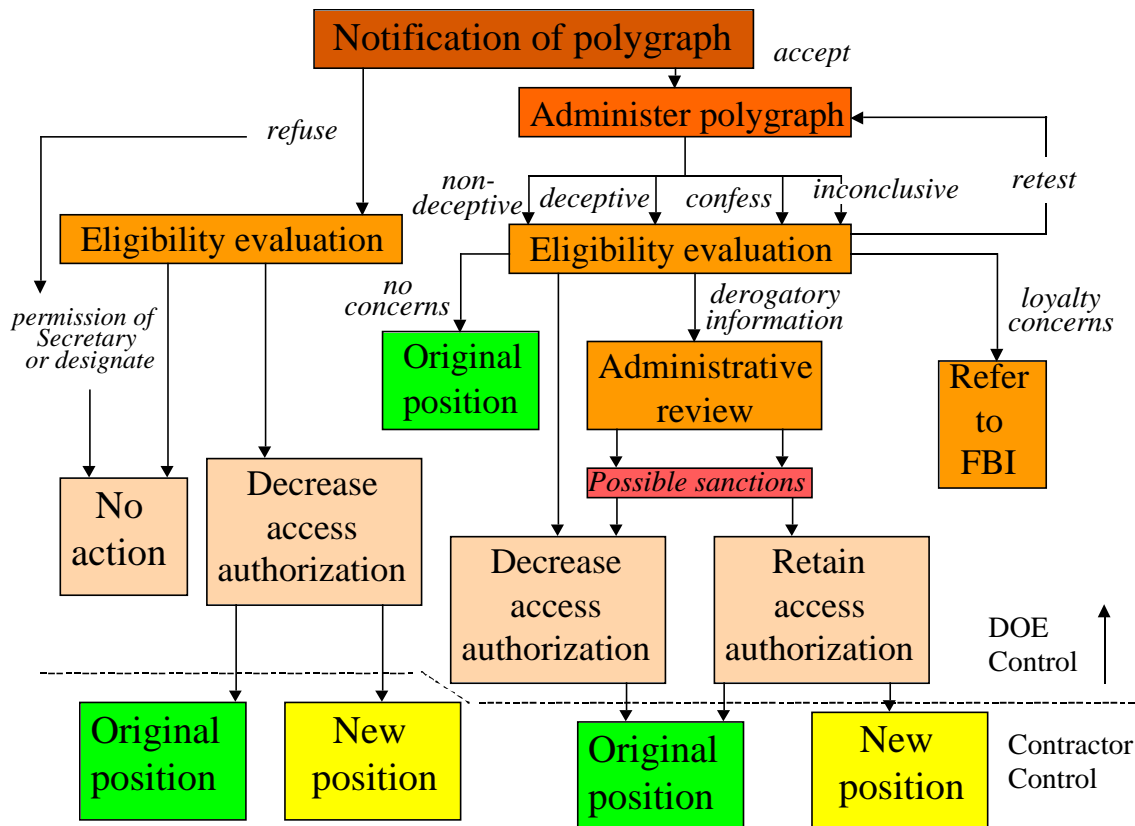 Notification of polygraph
accept
Administer polygraph
refuse
non-
deceptive
deceptive
confess
inconclusive
retest
Eligibility evaluation
Eligibility evaluation
no
concerns
derogatory
information
loyalty
concerns
permission of
Secretary
or designate
Original
position
Administrative
review
Refer
to
FBI
Possible sanctions
No
action
Decrease
access
authorization
Decrease
access
authorization
Retain
access
authorization
DOE
Control
Original
position
New
position
Original
position
New
position
Contractor
Control